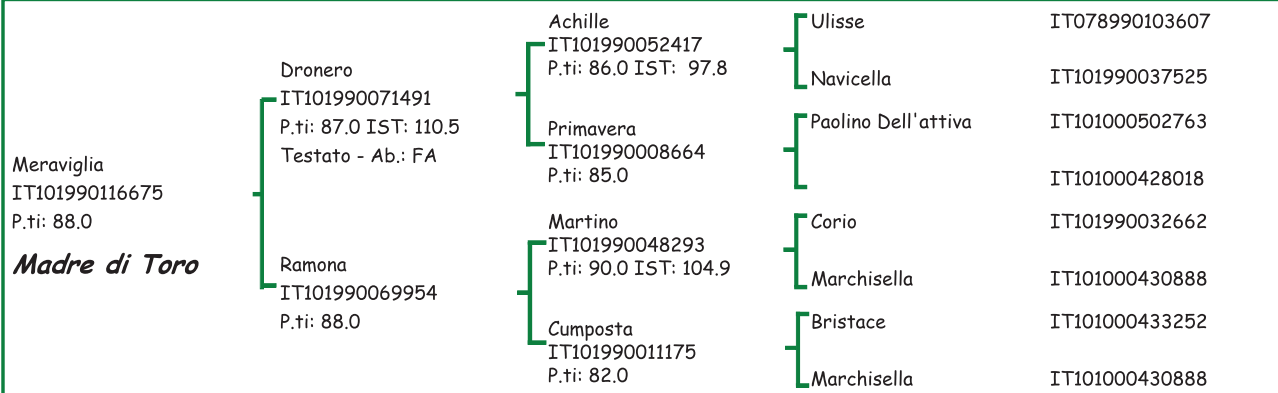 Meraviglia
IT101990116675
P.ti: 88.0
Madre di Toro
Dronero
IT101990071491
P.ti: 87.0 IST: 110.5
Testato - Ab.: FA
Ramona
IT101990069954
P.ti: 88.0
Achille
IT101990052417
P.ti: 86.0 IST: 97.8
Primavera
IT101990008664
P.ti: 85.0
Martino
IT101990048293
P.ti: 90.0 IST: 104.9
Cumposta
IT101990011175
P.ti: 82.0
Ulisse IT078990103607
Navicella IT101990037525
Paolino Dell'attiva IT101000502763
IT101000428018
Corio IT101990032662
Marchisella IT101000430888
Bristace IT101000433252
Marchisella IT101000430888